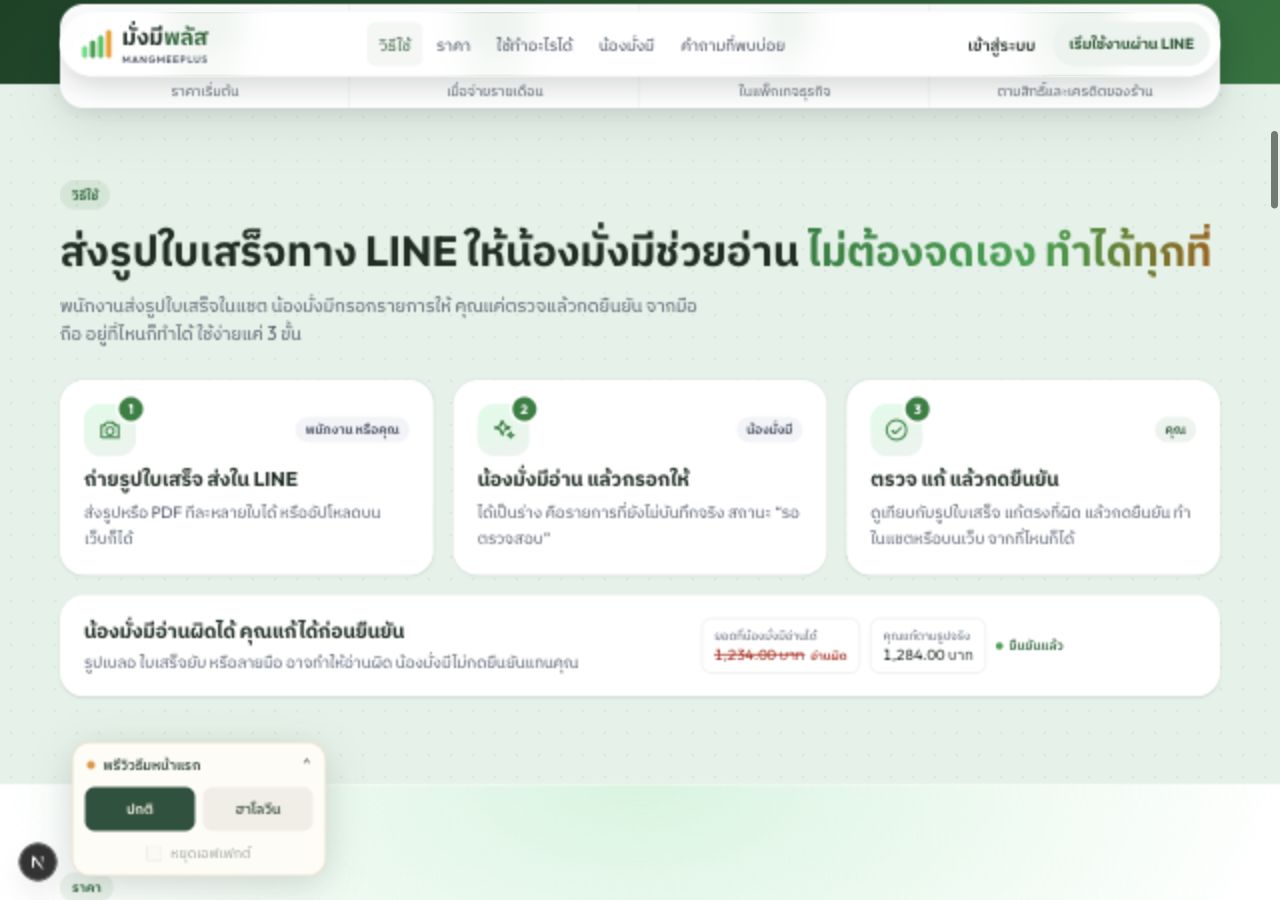 มั่งมีพลัส
MANGMEEPLUS
วิธีใช้ ราคา ใช้ทำอะไรได้ น้องมั่งมี คำถามที่พบบ่อย เข้าสู่ระบบ เริ่มใช้งานผ่าน LINE
ราคาเริ่มต้น เมื่อจ่ายรายเดือน ในแพ็กเกจธุรกิจ ตามสิทธิ์และเครดิตของร้าน
วิธีใช้
ส่งรูปใบเสร็จทาง LINE ให้น้องมั่งมีช่วยอ่าน ไม่ต้องจดเอง ทำได้ทุกที่
พนักงานส่งรูปใบเสร็จในแชต น้องมั่งมีกรอกรายการให้ คุณแค่ตรวจแล้วกดยืนยัน จากมือ
ถือ อยู่ที่ไหนก็ทำได้ ใช้ง่ายแค่ 3 ขั้น
1
พนักงาน หรือคุณ
ถ่ายรูปใบเสร็จ ส่งใน LINE
ส่งรูปหรือ PDF ทีละหลายใบได้ หรืออัปโหลดบน
เว็บก็ได้
2
น้องมั่งมี
น้องมั่งมีอ่าน แล้วกรอกให้
ได้เป็นร่าง คือรายการที่ยังไม่บันทึกจริง สถานะ "รอ
ตรวจสอบ"
3
คุณ
ตรวจ แก้ แล้วกดยืนยัน
ดูเทียบกับรูปใบเสร็จ แก้ตรงที่ผิด แล้วกดยืนยัน ทำ
ในแชตหรือบนเว็บ จากที่ไหนก็ได้
น้องมั่งมีอ่านผิดได้ คุณแก้ได้ก่อนยืนยัน
รูปเบลอ ใบเสร็จยับ หรือลายมือ อาจทำให้อ่านผิด น้องมั่งมีไม่กดยืนยันแทนคุณ
ยอดที่น้องมั่งมีอ่านได้
1,234.00 บาท อ่านผิด
คุณแก้ตามรูปจริง
1,284.00 บาท
ยืนยันแล้ว
พรีวิวธีมหน้าแรก
ปกติ ฮาโลวีน
หยุดเอฟเฟกต์
N
ราคา